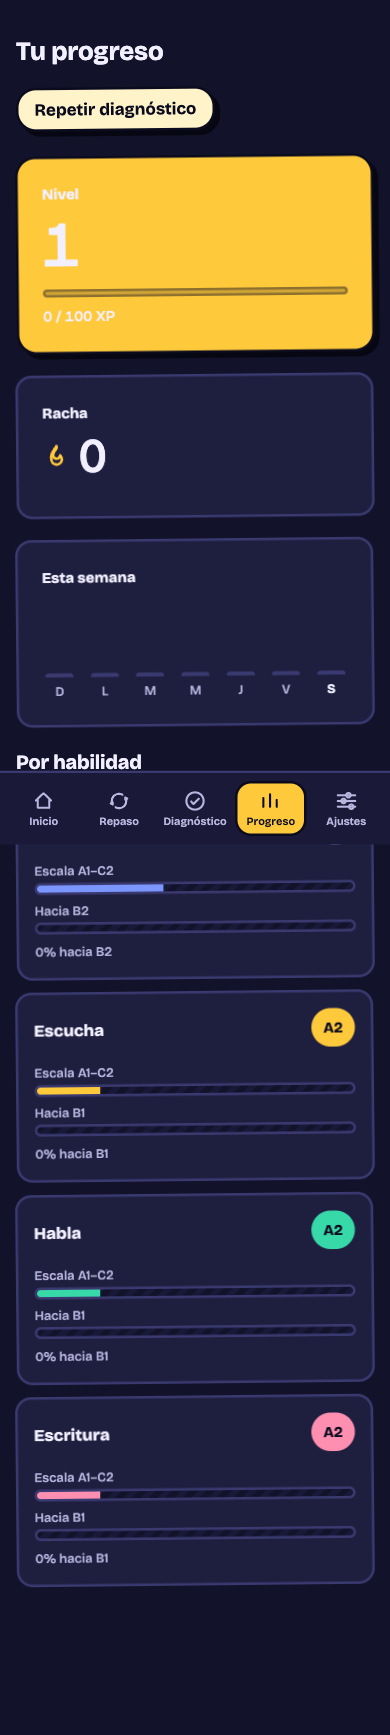 Tu progreso
Repetir diagnóstico
Nivel
1
0 / 100 XP
Racha
0
Esta semana
D L M M J V S
Por habilidad
Inicio Repaso Diagnóstico Progreso Ajustes
Escala A1–C2
Hacia B2
0% hacia B2
Escucha A2
Escala A1–C2
Hacia B1
0% hacia B1
Habla A2
Escala A1–C2
Hacia B1
0% hacia B1
Escritura A2
Escala A1–C2
Hacia B1
0% hacia B1